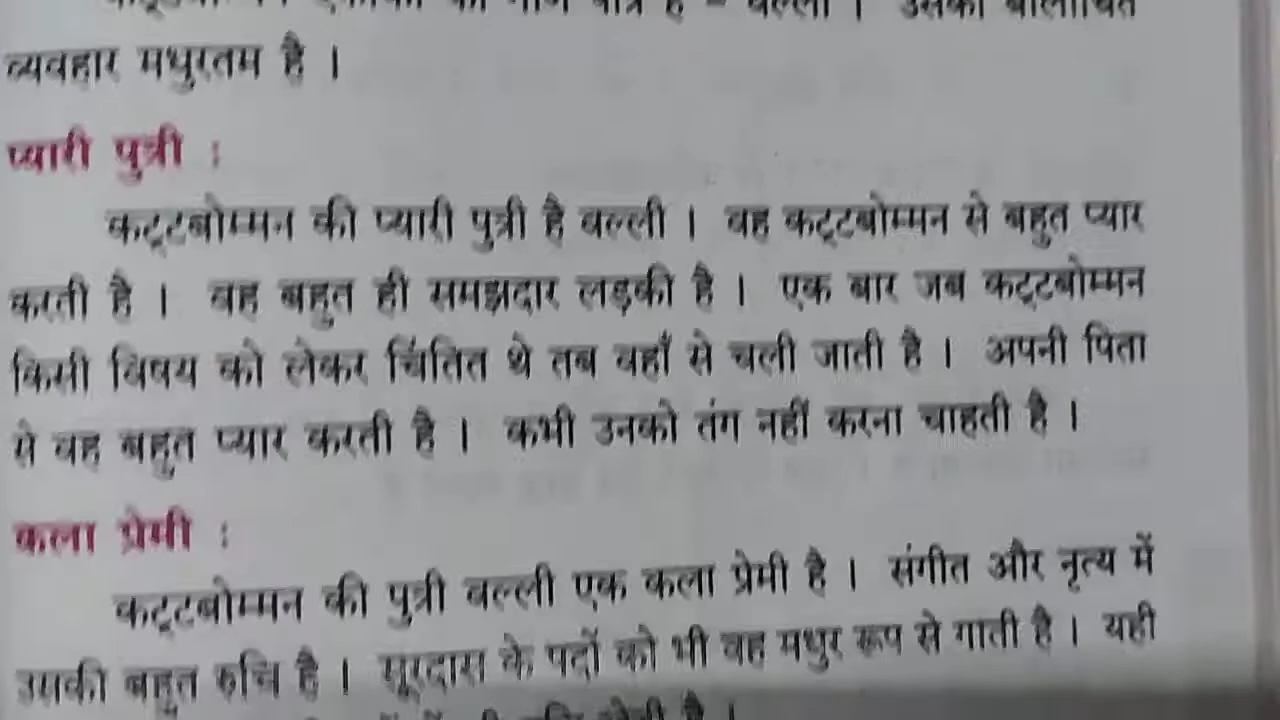 व्यवहार मधुरतम है ।
प्यारी पुत्री :
कट्टबोम्मन की प्यारी पुत्री है वल्ली । वह कट्टबोम्मन से बहुत प्यार
करती है । वह बहुत ही समझदार लड़की है । एक बार जब कट्टबोम्मन
किसी विषय को लेकर चिंतित थे तब वहाँ से चली जाती है । अपनी पिता
से वह बहुत प्यार करती है । कभी उनको तंग नहीं करना चाहती है ।
कला प्रेमी :
कट्टबोम्मन की पुत्री वल्ली एक कला प्रेमी है । संगीत और नृत्य में
उसकी बहुत रुचि है । सूरदास के पदों को भी वह मधुर रूप से गाती है । यही